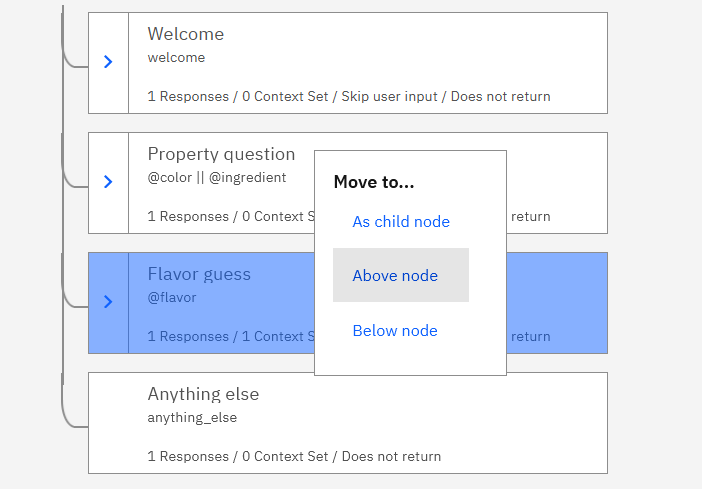 Welcome
welcome
1 Responses / 0 Context Set / Skip user input / Does not return
Property question
@color || @ingredient
1 Responses / 0 Context S
return
Move to...
As child node
Above node
Below node
Flavor guess
@flavor
1 Responses / 1 Context S
return
Anything else
anything_else
1 Responses / 0 Context Set / Does not return